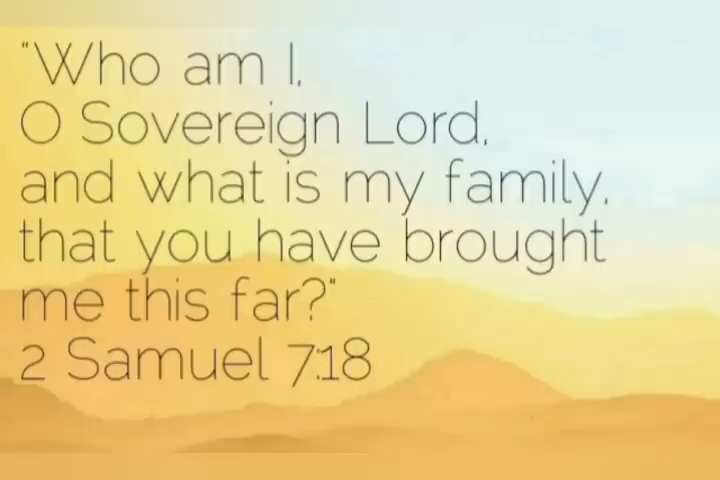 "Who am I,
O Sovereign Lord,
and what is my family,
that you have brought
me this far?"
2 Samuel 7:18